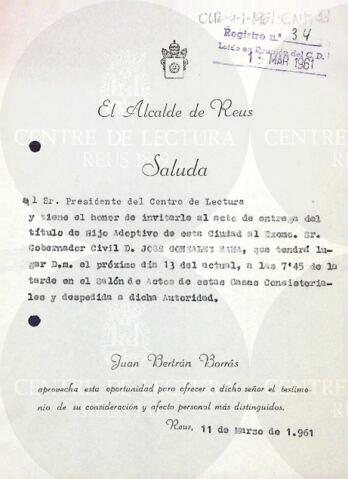 CLR-1-1-1961-ENT-33
Registro n.º 34
Leído en Reunión del C. D.
MAR 1961
El Alcalde de Reus
CENTRE DE LECTURA
REUS
Saluda
al Sr. Presidente del Centro de Lectura
y tiene el honor de invitarle al acto de entrega del
título de Hijo Adoptivo de esta Ciudad al Excmo. Sr.
Gobernador Civil D. JOSE GONZALEZ SAMA, que tendrá lu-
gar D.m. el próximo día 13 del actual, a las 7'45 de la
tarde en el Salón de Actos de estas Casas Consistoria-
les y despedida a dicha Autoridad.
Juan Bertrán Borrás
aprovecha esta oportunidad para ofrecer a dicho señor el testimo-
nio de su consideración y afecto personal más distinguidos.
Reus, 11 de Marzo de 1.961